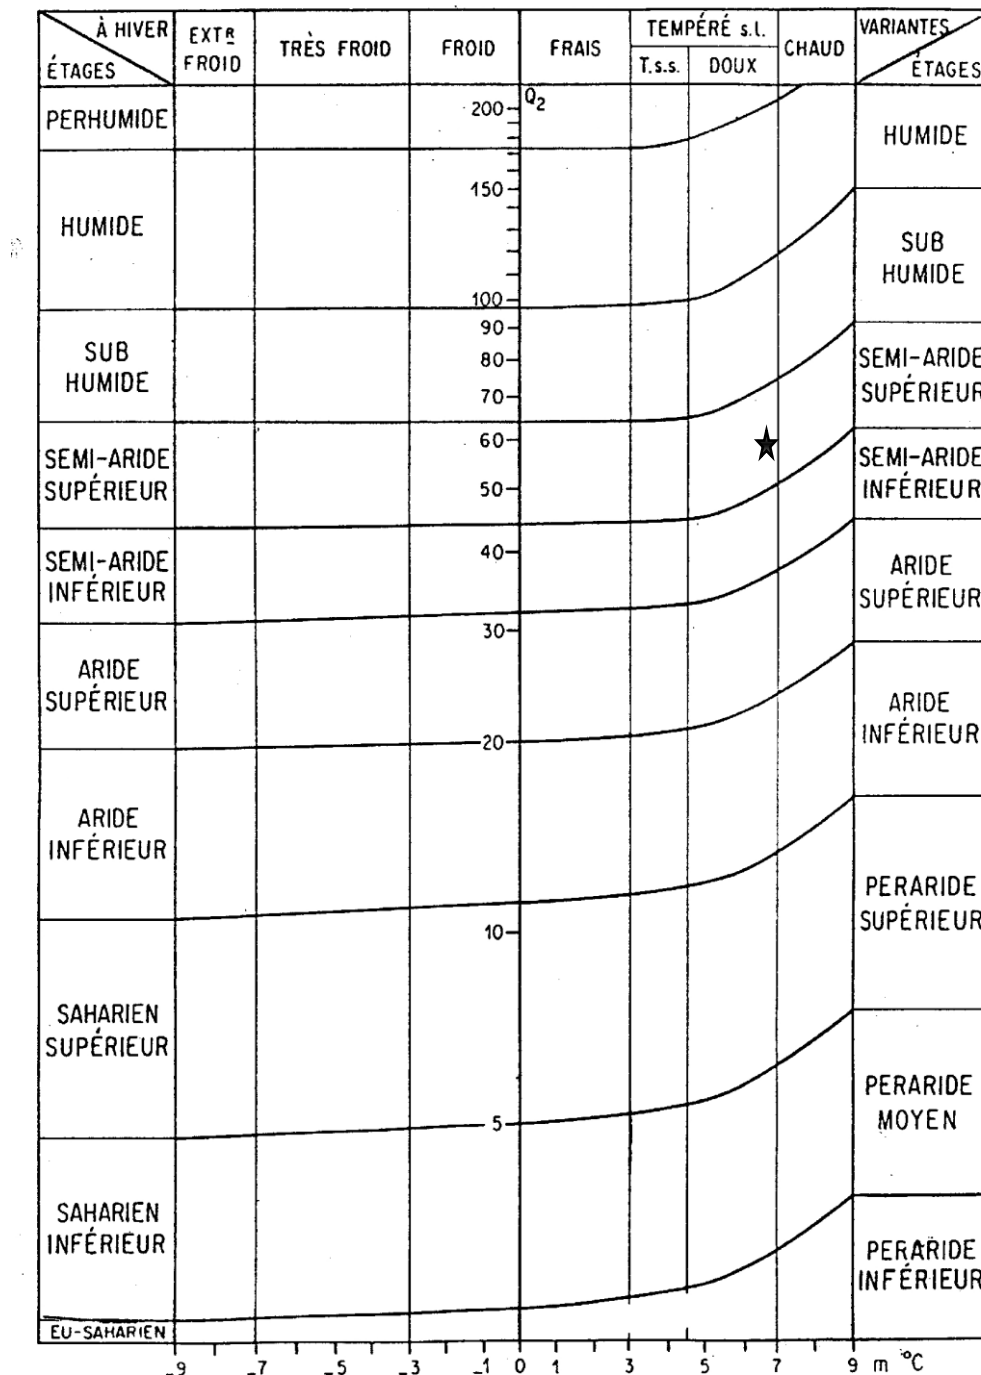 À HIVER
ÉTAGES
EXTR FROID
TRÈS FROID
FROID
FRAIS
TEMPÉRÉ s.l.
T.s.s.
DOUX
CHAUD
VARIANTES
ÉTAGES
PERHUMIDE
HUMIDE
SUB
HUMIDE
SEMI-ARIDE
SUPÉRIEUR
SEMI-ARIDE
INFÉRIEUR
ARIDE
SUPÉRIEUR
ARIDE
INFÉRIEUR
SAHARIEN
SUPÉRIEUR
SAHARIEN
INFÉRIEUR
EU-SAHARIEN
Q2
200
150
100
90
80
70
60
50
40
30
20
10
5
HUMIDE
SUB
HUMIDE
SEMI-ARIDE
SUPÉRIEUR
SEMI-ARIDE
INFÉRIEUR
ARIDE
SUPÉRIEUR
ARIDE
INFÉRIEUR
PERARIDE
SUPÉRIEUR
PERARIDE
MOYEN
PERARIDE
INFÉRIEUR
-9 -7 -5 -3 -1 0 1 3 5 7 9 m °C